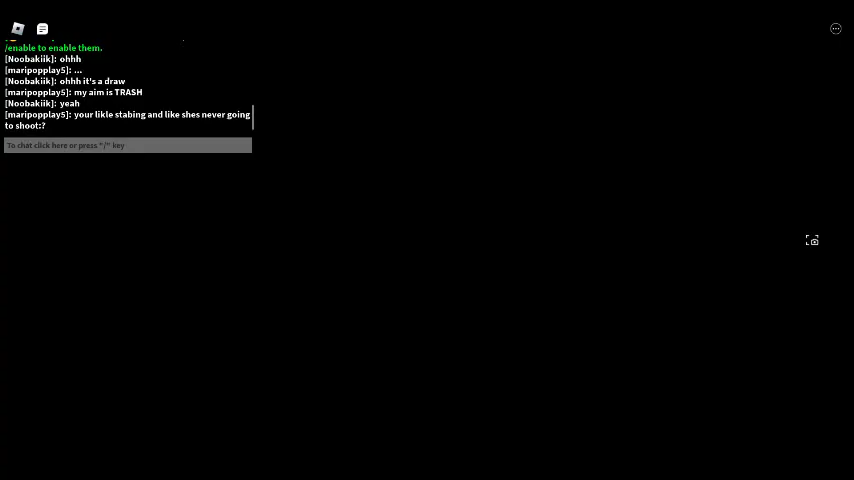 /enable to enable them.
[Noobakiik]: ohhh
[maripopplay5]: ...
[Noobakiik]: ohhh it's a draw
[maripopplay5]: my aim is TRASH
[Noobakiik]: yeah
[maripopplay5]: your likle stabing and like shes never going
to shoot:?
To chat click here or press "/" key